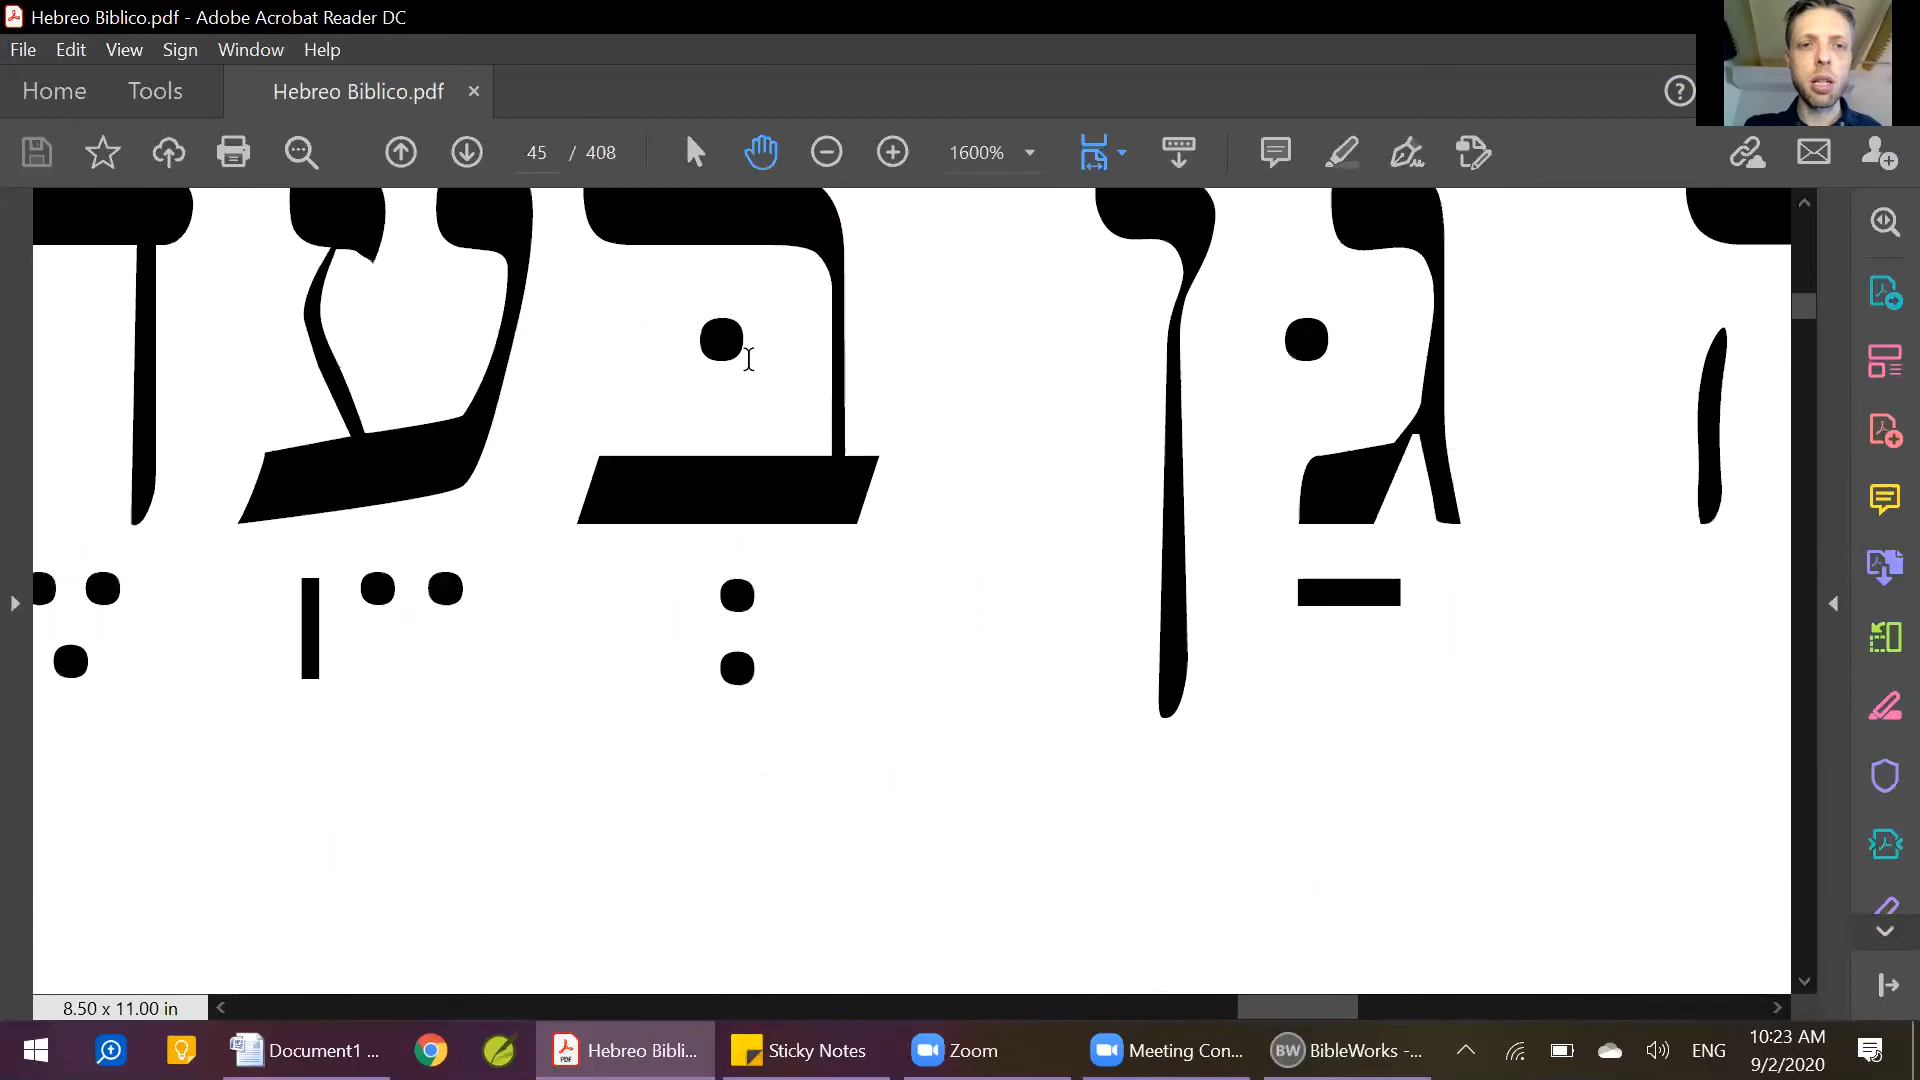 Hebreo Biblico.pdf - Adobe Acrobat Reader DC
File Edit View Sign Window Help
Home Tools Hebreo Biblico.pdf
45 / 408 1600%
גַּן בְּעֵֽדֶ
8.50 x 11.00 in
Document1 ... Hebreo Bibli... Sticky Notes Zoom Meeting Con... BW BibleWorks -... ENG 10:23 AM
9/2/2020